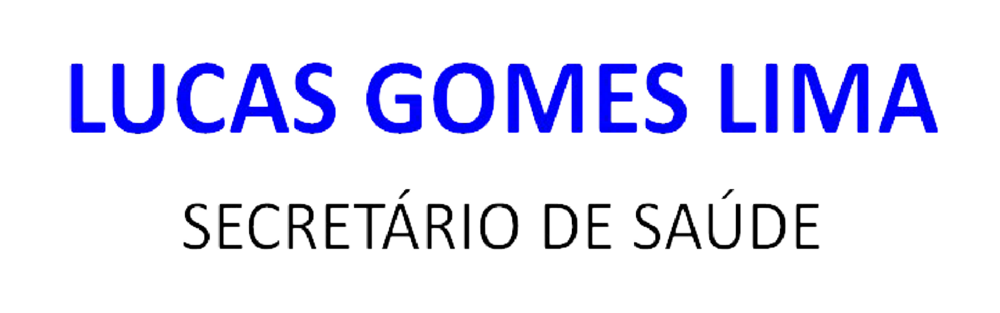 LUCAS GOMES LIMA
SECRETÁRIO DE SAÚDE